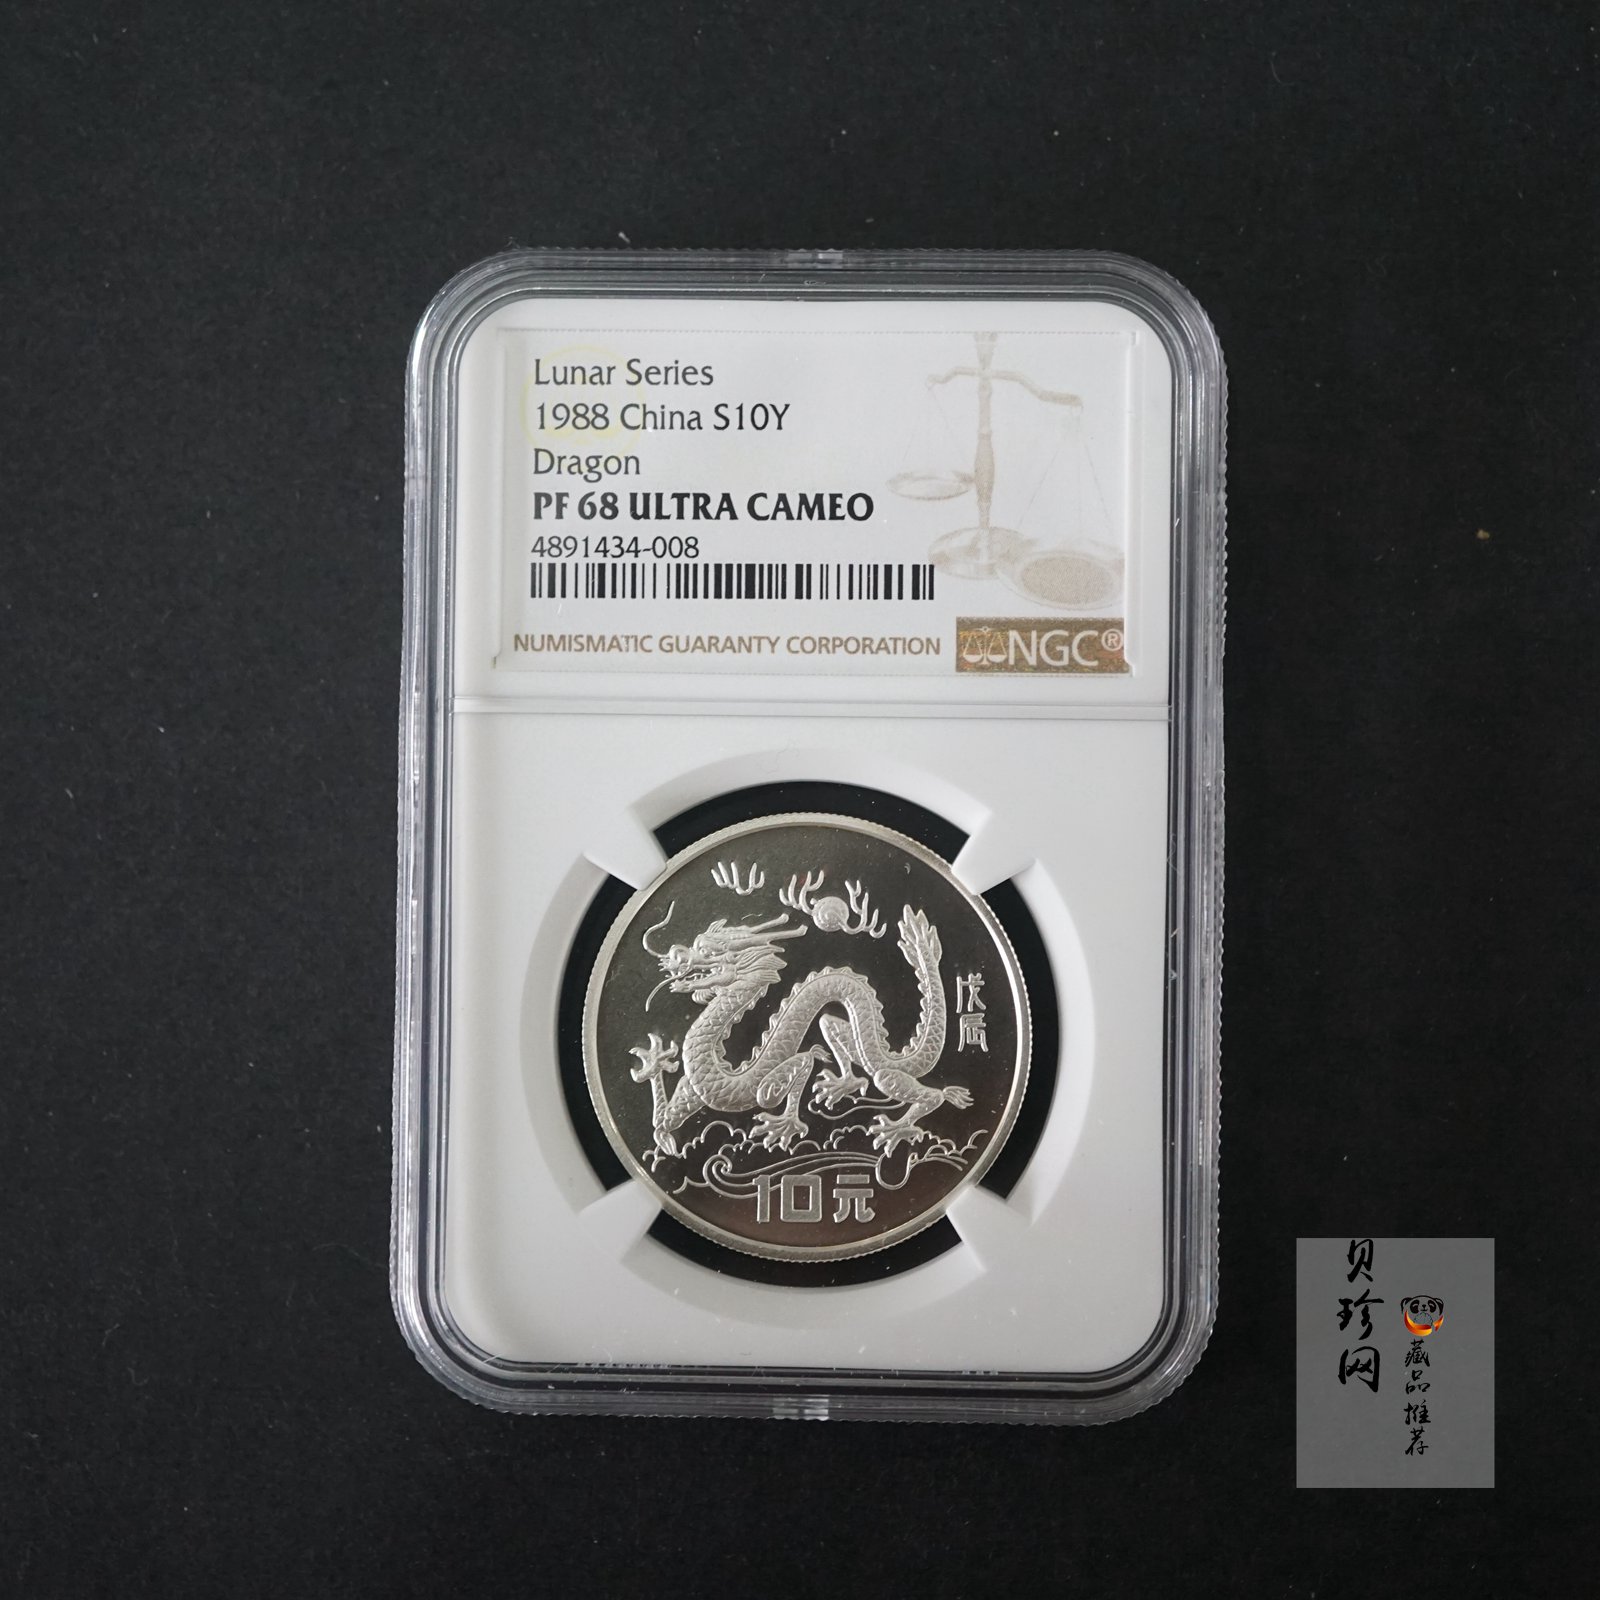 Lunar Series
1988 China S10Y
Dragon
PF 68 ULTRA CAMEO
4891434-008
NUMISMATIC GUARANTY CORPORATION
NGC®
戊辰
10元
贝珍网
藏品推荐